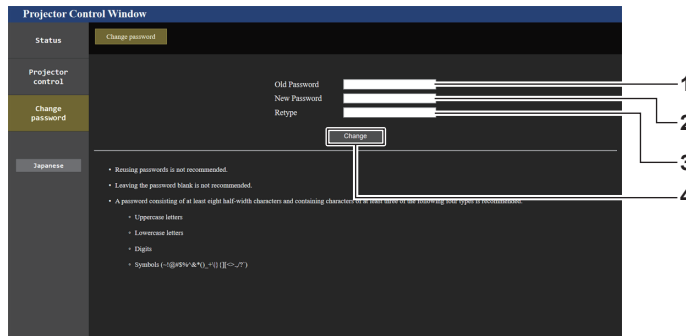 Projector Control Window
Status
Change password
Projector
control
Change
password
Japanese
Old Password
New Password
Retype
Change
1
2
3
4
• Reusing passwords is not recommended.
• Leaving the password blank is not recommended.
• A password consisting of at least eight half-width characters and containing characters of at least three of the following four types is recommended.
• Uppercase letters
• Lowercase letters
• Digits